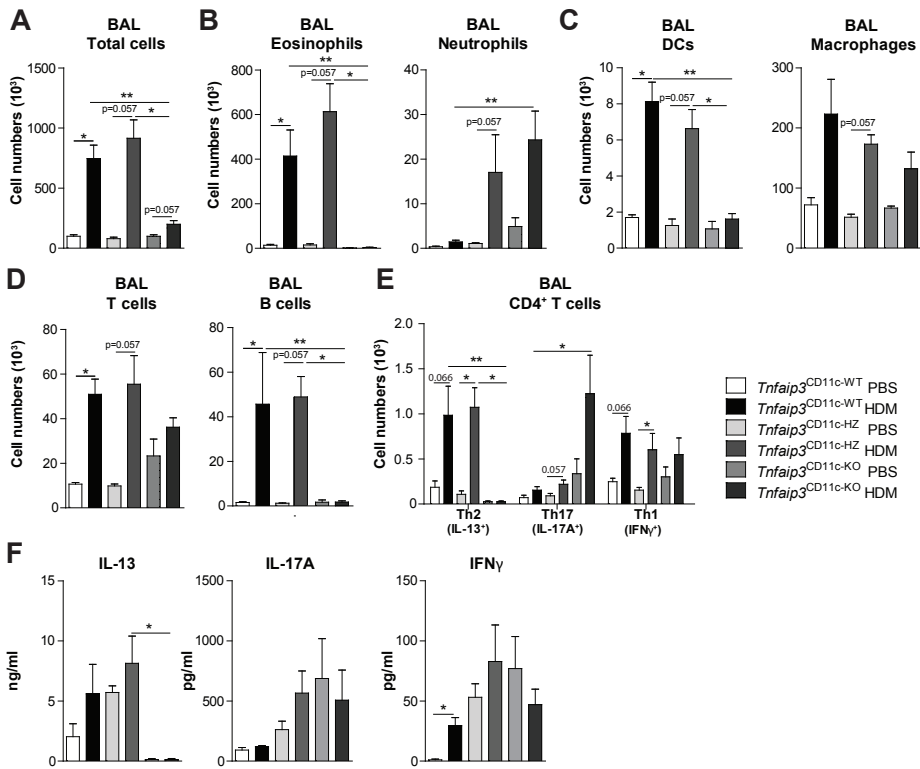 A
BAL
Total cells
Cell numbers (10³)
1500
1000
500
0
**
p=0.057
*
*
p=0.057
B
BAL
Eosinophils
Cell numbers (10³)
800
600
400
200
0
**
p=0.057
*
*
BAL
Neutrophils
40
30
20
10
0
**
p=0.057
C
BAL
DCs
Cell numbers (10³)
10
8
6
4
2
0
*
**
p=0.057
*
BAL
Macrophages
300
200
100
0
p=0.057
D
BAL
T cells
Cell numbers (10³)
80
60
40
20
0
p=0.057
*
BAL
B cells
80
60
40
20
0
*
**
p=0.057
*
E
BAL
CD4⁺ T cells
Cell numbers (10³)
2.0
1.5
1.0
0.5
0
**
0.066
*
*
*
0.057
0.066
*
Th2
(IL-13⁺)
Th17
(IL-17A⁺)
Th1
(IFNγ⁺)
Tnfaip3CD11c-WT PBS
Tnfaip3CD11c-WT HDM
Tnfaip3CD11c-HZ PBS
Tnfaip3CD11c-HZ HDM
Tnfaip3CD11c-KO PBS
Tnfaip3CD11c-KO HDM
F
IL-13
ng/ml
15
10
5
0
*
IL-17A
pg/ml
1500
1000
500
0
IFNγ
pg/ml
150
100
50
0
*